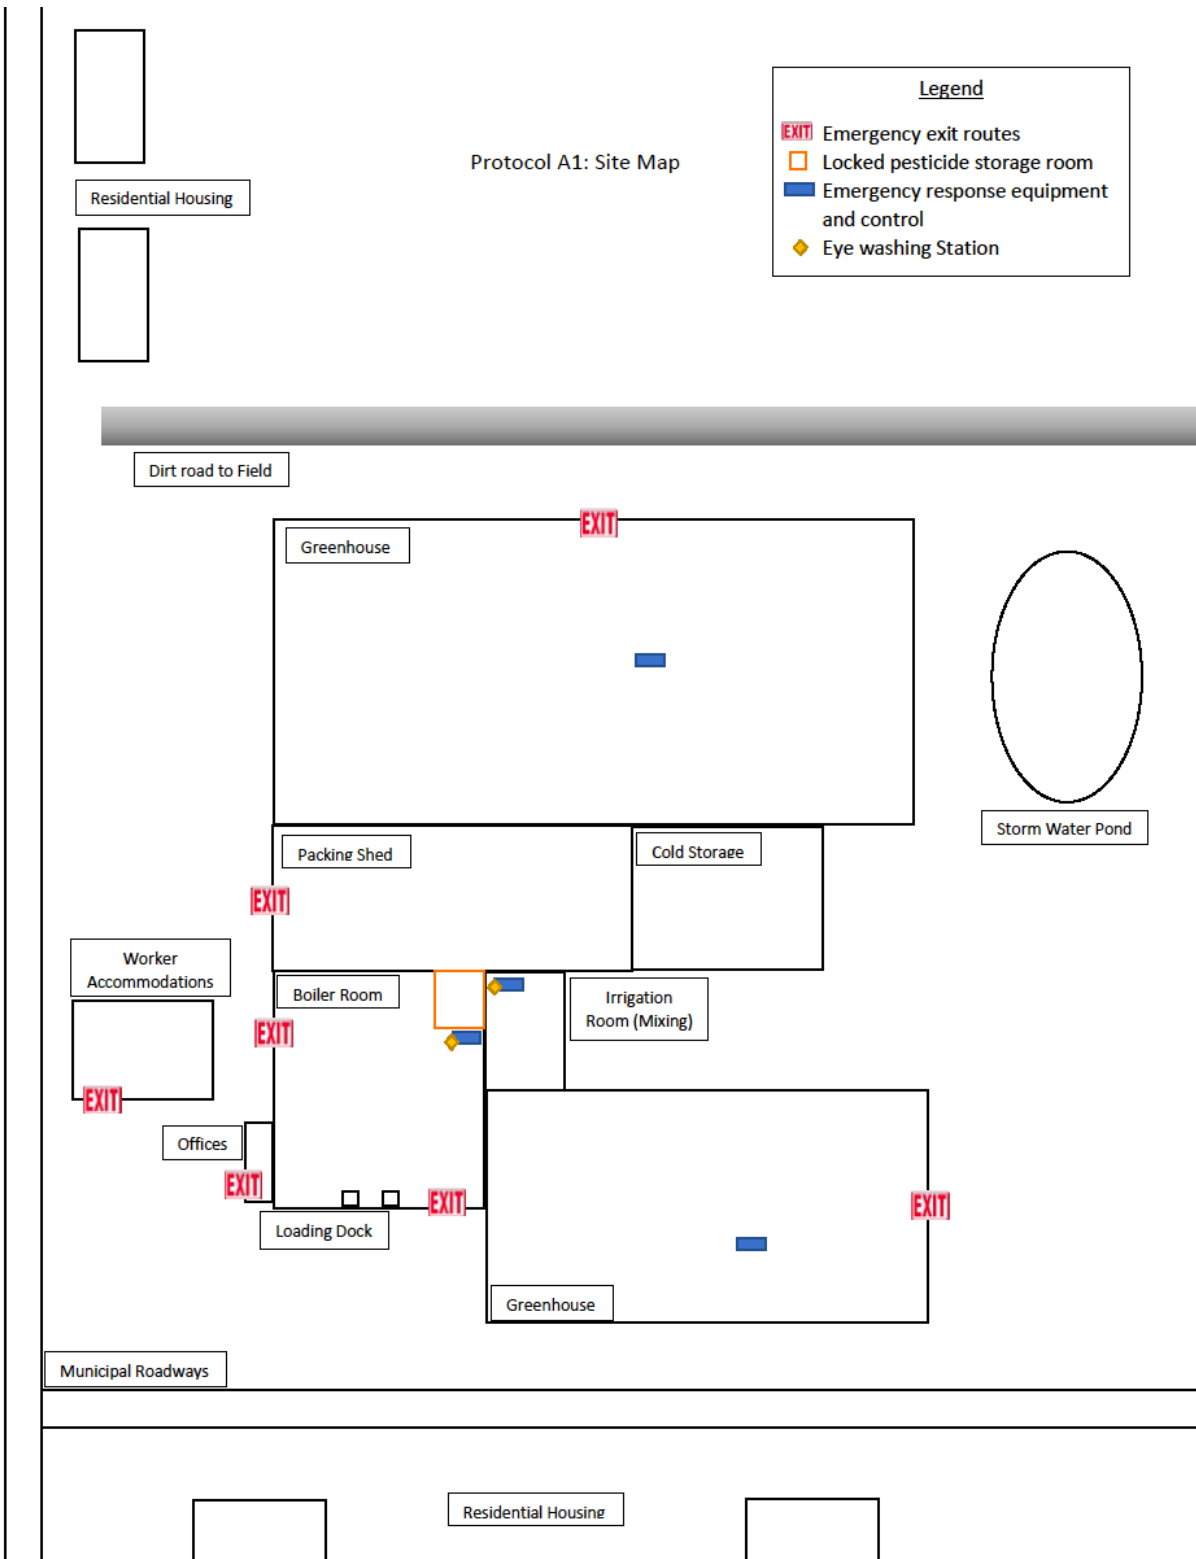 Legend
EXIT Emergency exit routes
Locked pesticide storage room
Emergency response equipment
and control
Eye washing Station
Protocol A1: Site Map
Residential Housing
Dirt road to Field
EXIT
Greenhouse
Storm Water Pond
Packing Shed
Cold Storage
EXIT
Worker
Accommodations
Boiler Room
Irrigation
Room (Mixing)
EXIT
EXIT
Offices
EXIT
EXIT
EXIT
Loading Dock
Greenhouse
Municipal Roadways
Residential Housing